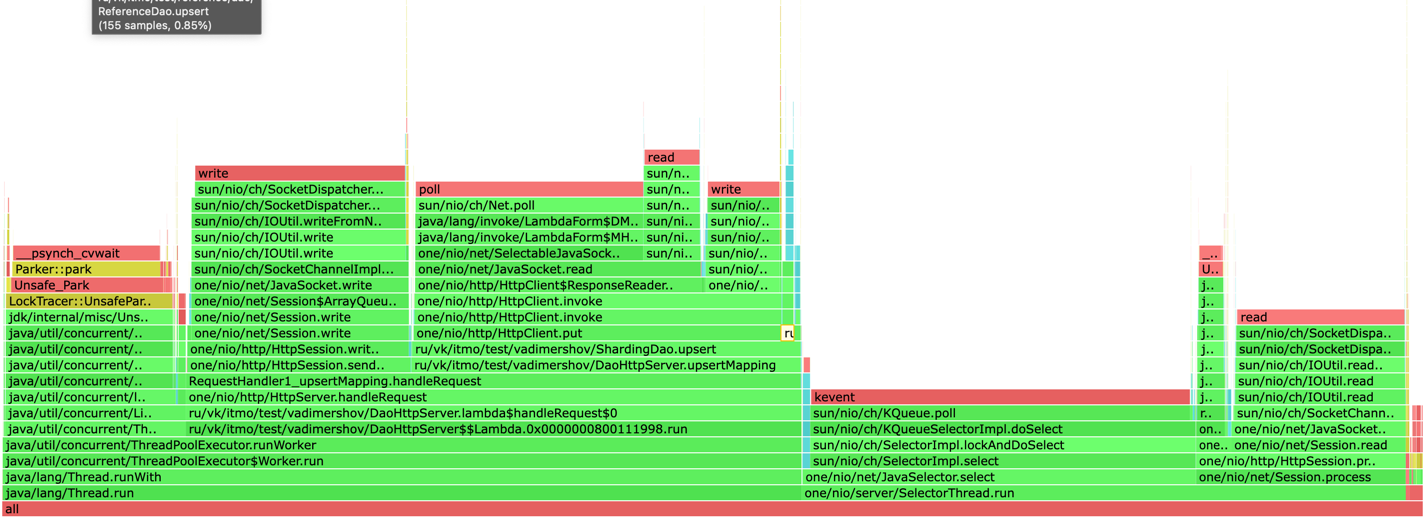 ReferenceDao.upsert
(155 samples, 0.85%)
read
write
sun/n..
sun/nio/ch/SocketDispatcher...
poll
sun/n..
write
sun/nio/ch/SocketDispatcher...
sun/nio/ch/Net.poll
sun/n..
sun/nio/..
sun/nio/ch/IOUtil.writeFromN..
java/lang/invoke/LambdaForm$DM..
sun/ni..
sun/nio/..
sun/nio/ch/IOUtil.write
java/lang/invoke/LambdaForm$MH..
sun/ni..
sun/nio/..
__psynch_cvwait
sun/nio/ch/IOUtil.write
one/nio/net/SelectableJavaSock..
sun/ni..
sun/nio/..
_..
Parker::park
sun/nio/ch/SocketChannelImpl...
one/nio/net/JavaSocket.read
sun/nio/..
U..
Unsafe_Park
one/nio/net/JavaSocket.write
one/nio/http/HttpClient$ResponseReader..
one/nio/..
j..
LockTracer::UnsafePar..
one/nio/net/Session$ArrayQueu..
one/nio/http/HttpClient.invoke
j..
jdk/internal/misc/Uns..
one/nio/net/Session.write
one/nio/http/HttpClient.invoke
j..
read
java/util/concurrent/..
one/nio/net/Session.write
one/nio/http/HttpClient.put
j..
sun/nio/ch/SocketDispa..
java/util/concurrent/..
one/nio/http/HttpSession.writ..
ru/vk/itmo/test/vadimershov/ShardingDao.upsert
j..
sun/nio/ch/SocketDispa..
java/util/concurrent/..
one/nio/http/HttpSession.send..
ru/vk/itmo/test/vadimershov/DaoHttpServer.upsertMapping
j..
sun/nio/ch/IOUtil.read..
java/util/concurrent/..
RequestHandler1_upsertMapping.handleRequest
j..
sun/nio/ch/IOUtil.read
java/util/concurrent/l..
one/nio/http/HttpServer.handleRequest
kevent
j..
sun/nio/ch/IOUtil.read
java/util/concurrent/Li..
ru/vk/itmo/test/vadimershov/DaoHttpServer.lambda$handleRequest$0
sun/nio/ch/KQueue.poll
r..
sun/nio/ch/SocketChann..
java/util/concurrent/Th..
ru/vk/itmo/test/vadimershov/DaoHttpServer$$Lambda.0x0000000800111998.run
sun/nio/ch/KQueueSelectorImpl.doSelect
on..
one/nio/net/JavaSocket..
java/util/concurrent/ThreadPoolExecutor.runWorker
sun/nio/ch/SelectorImpl.lockAndDoSelect
one..
one/nio/net/Session.read
java/util/concurrent/ThreadPoolExecutor$Worker.run
sun/nio/ch/SelectorImpl.select
one/nio/http/HttpSession.pr..
java/lang/Thread.runWith
one/nio/net/JavaSelector.select
one/nio/net/Session.process
java/lang/Thread.run
one/nio/server/SelectorThread.run
all